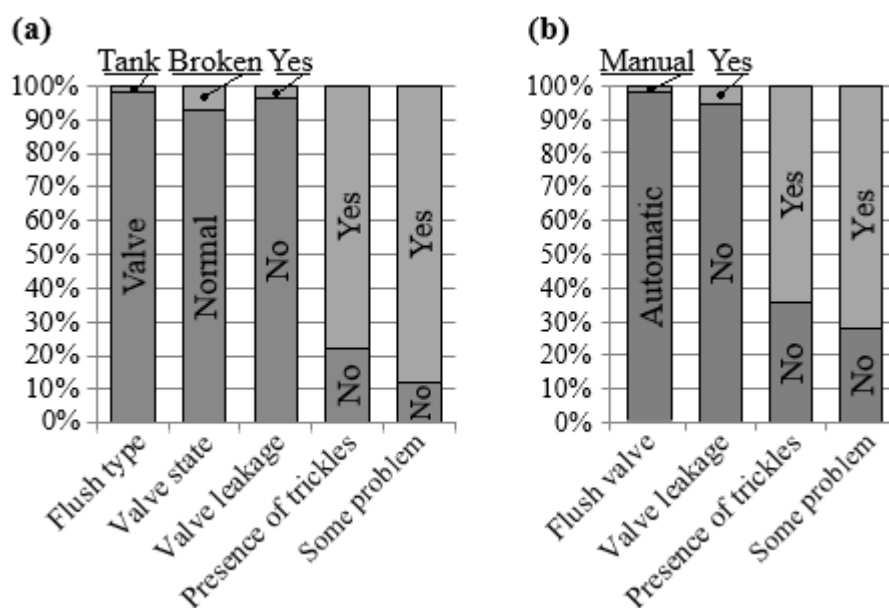 (a)
Tank Broken Yes
100%
90%
80%
70%
60%
50%
40%
30%
20%
10%
0%
Valve
Normal
No
Yes
No
Yes
No
Flush type
Valve state
Valve leakage
Presence of trickles
Some problem
(b)
Manual Yes
100%
90%
80%
70%
60%
50%
40%
30%
20%
10%
0%
Automatic
No
Yes
No
Yes
No
Flush valve
Valve leakage
Presence of trickles
Some problem